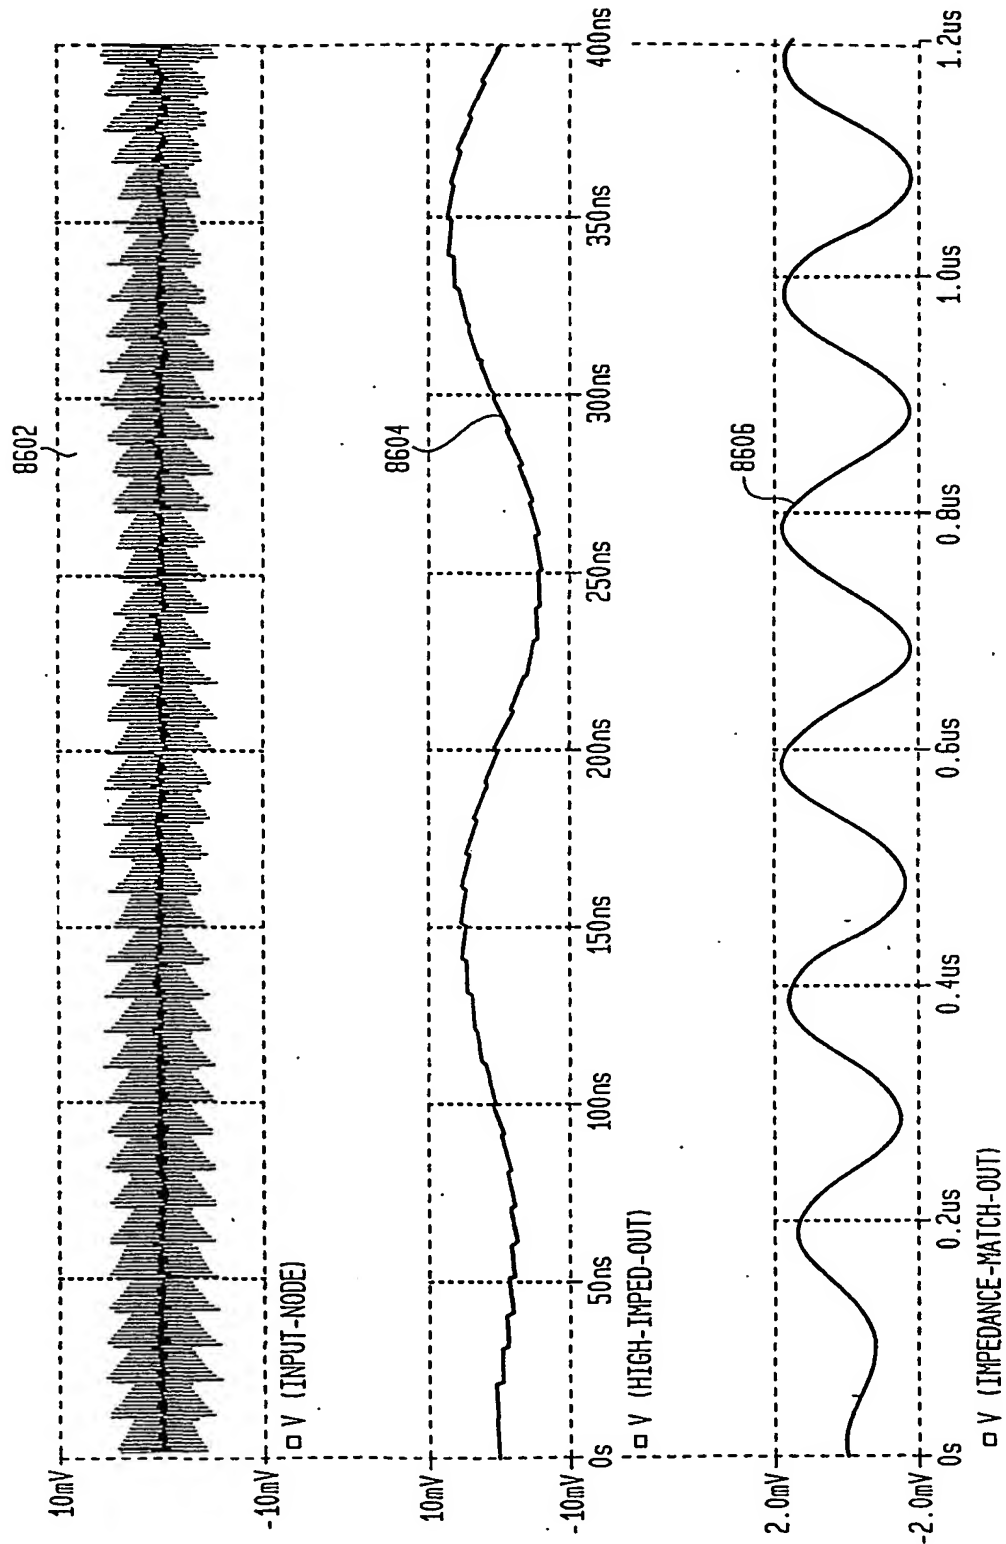 8602
10mV
-10mV
□ V (INPUT-NODE)
8604
10mV
-10mV
0s 50ns 100ns 150ns 200ns 250ns 300ns 350ns 400ns
□ V (HIGH-IMPED-OUT)
8606
2.0mV
-2.0mV
0s 0.2us 0.4us 0.6us 0.8us 1.0us 1.2us
□ V (IMPEDANCE-MATCH-OUT)